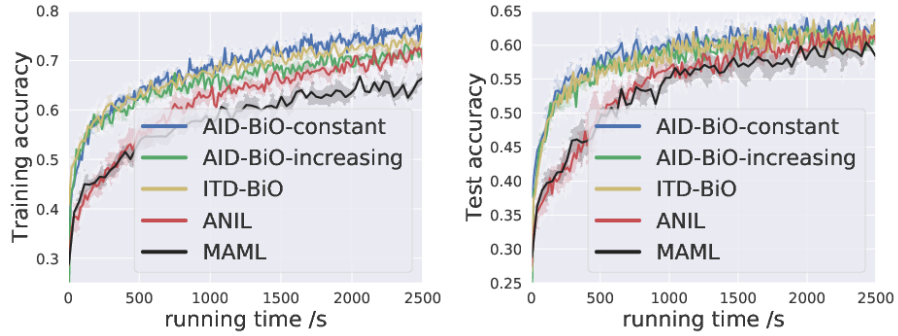 Training accuracy
0.8
0.7
0.6
0.5
0.4
0.3
AID-BiO-constant
AID-BiO-increasing
ITD-BiO
ANIL
MAML
0 500 1000 1500 2000 2500
running time /s
Test accuracy
0.65
0.60
0.55
0.50
0.45
0.40
0.35
0.30
0.25
AID-BiO-constant
AID-BiO-increasing
ITD-BiO
ANIL
MAML
0 500 1000 1500 2000 2500
running time /s